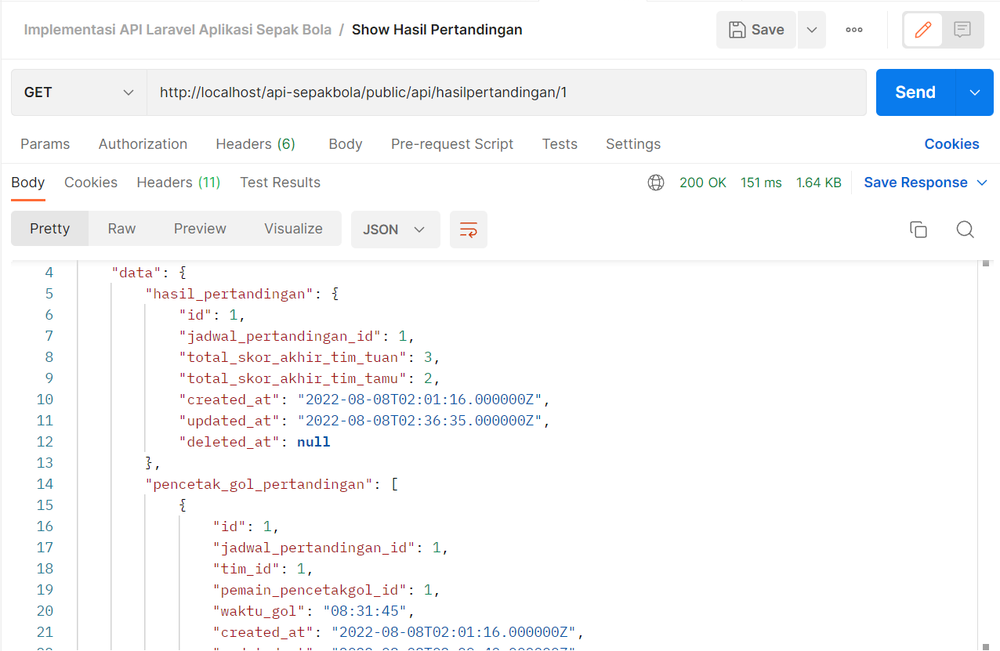 Implementasi API Laravel Aplikasi Sepak Bola / Show Hasil Pertandingan Save
GET http://localhost/api-sepakbola/public/api/hasilpertandingan/1 Send
Params Authorization Headers (6) Body Pre-request Script Tests Settings Cookies
Body Cookies Headers (11) Test Results 200 OK 151 ms 1.64 KB Save Response
Pretty Raw Preview Visualize JSON
4 "data": {
5 "hasil_pertandingan": {
6 "id": 1,
7 "jadwal_pertandingan_id": 1,
8 "total_skor_akhir_tim_tuan": 3,
9 "total_skor_akhir_tim_tamu": 2,
10 "created_at": "2022-08-08T02:01:16.000000Z",
11 "updated_at": "2022-08-08T02:36:35.000000Z",
12 "deleted_at": null
13 },
14 "pencetak_gol_pertandingan": [
15 {
16 "id": 1,
17 "jadwal_pertandingan_id": 1,
18 "tim_id": 1,
19 "pemain_pencetakgol_id": 1,
20 "waktu_gol": "08:31:45",
21 "created_at": "2022-08-08T02:01:16.000000Z",